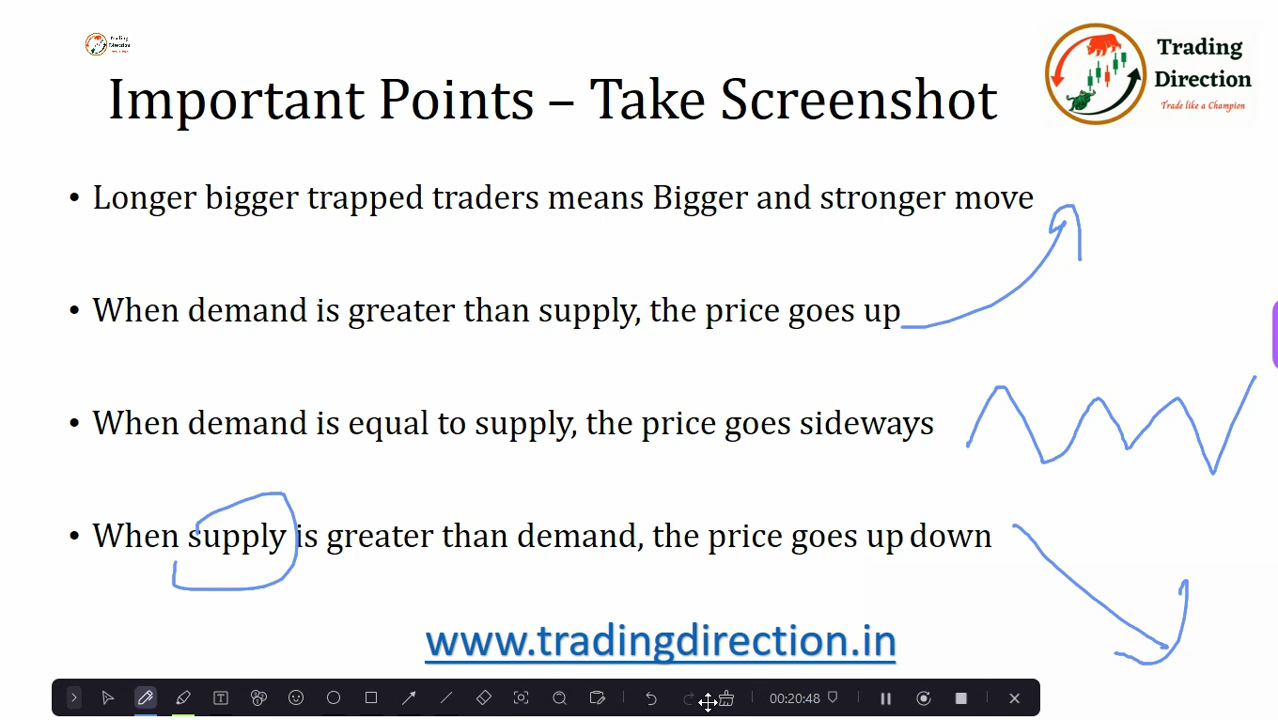 Trading
Direction
Important Points – Take Screenshot
Trading
Direction
Trade like a Champion
• Longer bigger trapped traders means Bigger and stronger move
• When demand is greater than supply, the price goes up
• When demand is equal to supply, the price goes sideways
• When supply is greater than demand, the price goes up down
www.tradingdirection.in
00:20:48